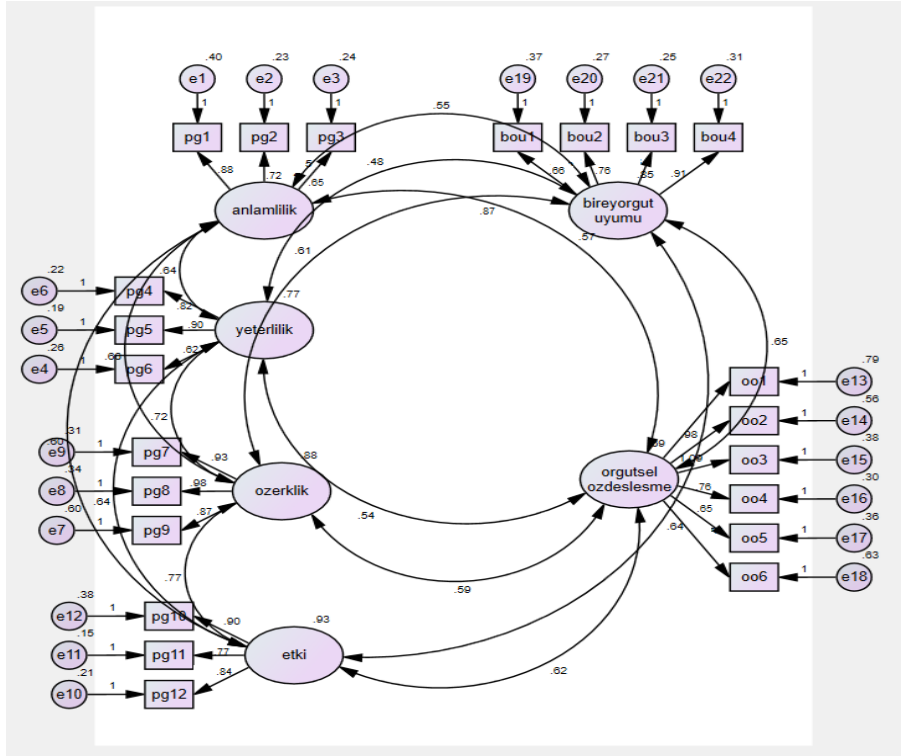 .40 .23 .24 .37 .27 .25 .31
e1 e2 e3 e19 e20 e21 e22
1 1 1 1 1 1 1
.55
pg1 pg2 pg3 bou1 bou2 bou3 bou4
.88 .72 .65 .48 .66 .76 .85 .91
anlamlilik
bireyorgut
uyumu
.87
.57
.61
.22 .64
e6 1 pg4
.77
.19 .82
e5 1 pg5 .90 yeterlilik
.26 .62
e4 1 pg6
.65
.79
oo1 1 e13
.72 .56
oo2 1 e14
.31 .98 .38
.60
e9 1 pg7 .93 .88 oo3 1 e15
.34 orgutsel
ozdeslesme
.30
e8 1 pg8 .98 ozerklik .76 oo4 1 e16
.60 .64 .87 .54 .65 .64 .36
e7 1 pg9 oo5 1 e17
.63
oo6 1 e18
.77 .59
.38
e12 1 pg10 .90 .93
.15
e11 1 pg11 .77 etki
.62
.21 .84
e10 1 pg12